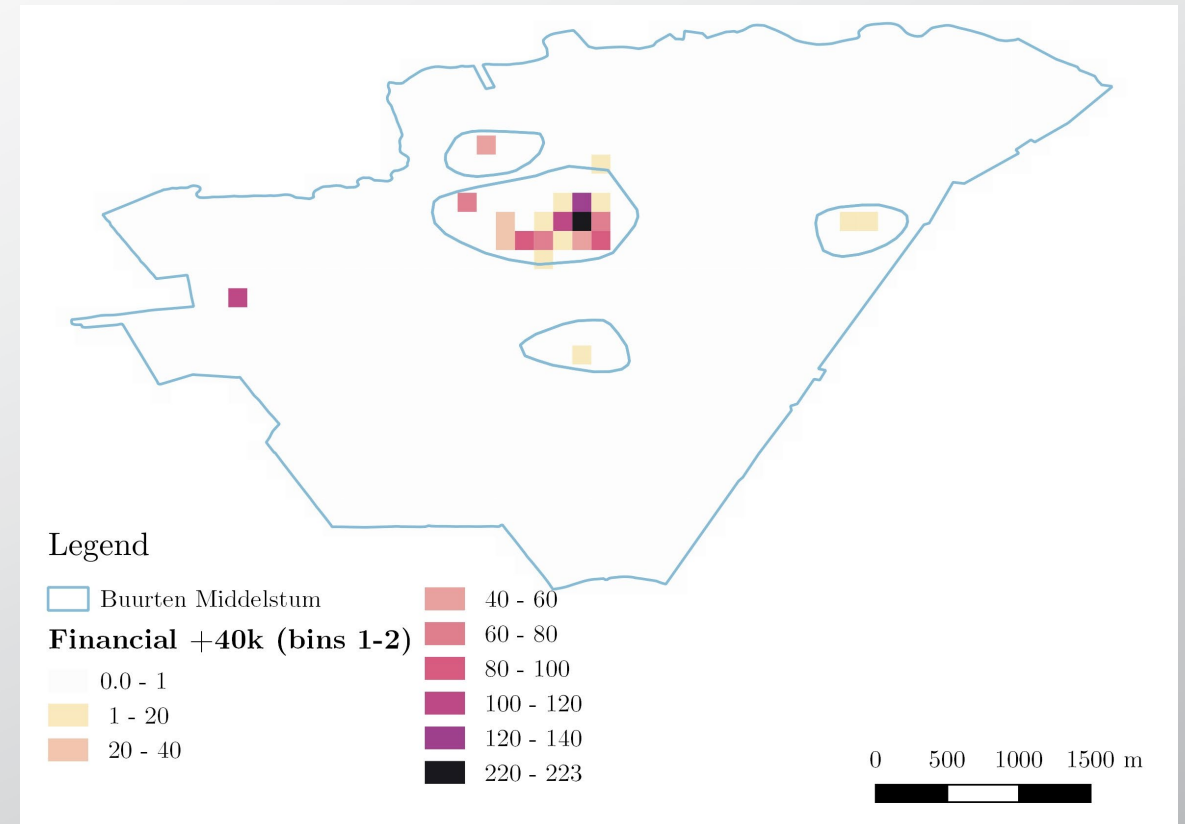 Legend
Buurten Middelstum
Financial +40k (bins 1-2)
0.0 - 1
1 - 20
20 - 40
40 - 60
60 - 80
80 - 100
100 - 120
120 - 140
220 - 223
0 500 1000 1500 m